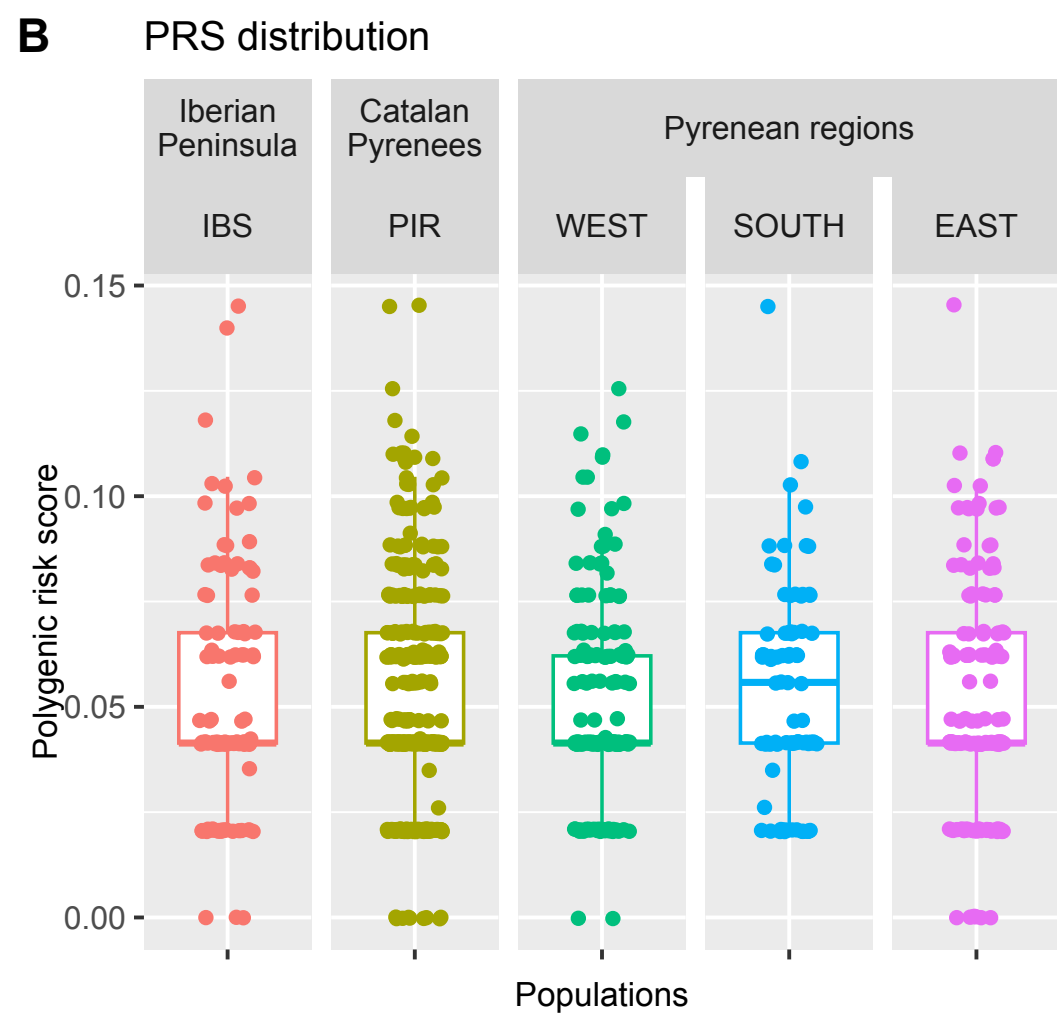 B
PRS distribution
Iberian
Peninsula
Catalan
Pyrenees
Pyrenean regions
IBS
PIR
WEST
SOUTH
EAST
Polygenic risk score
0.15
0.10
0.05
0.00
Populations